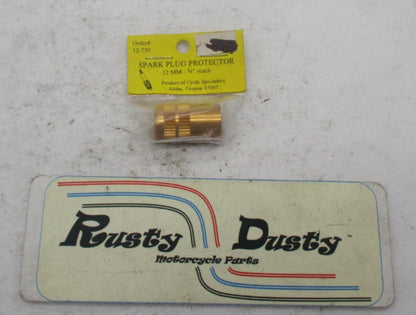 Order#
12-750
SPARK PLUG PROTECTOR
12 MM - ¾" reach
Product of Cycle Specialties
Aloha, Oregon 97007
Rusty Dusty
Motorcycle Parts